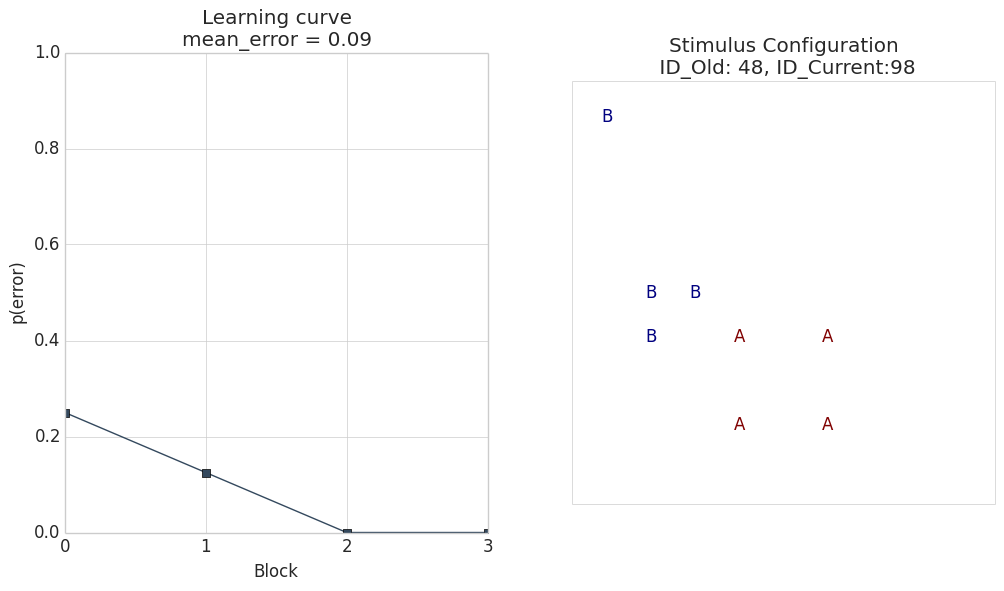 Learning curve
mean_error = 0.09
1.0
0.8
0.6
0.4
0.2
0.0
0 1 2 3
p(error)
Block
Stimulus Configuration
ID_Old: 48, ID_Current:98
B
B B
B A A
A A